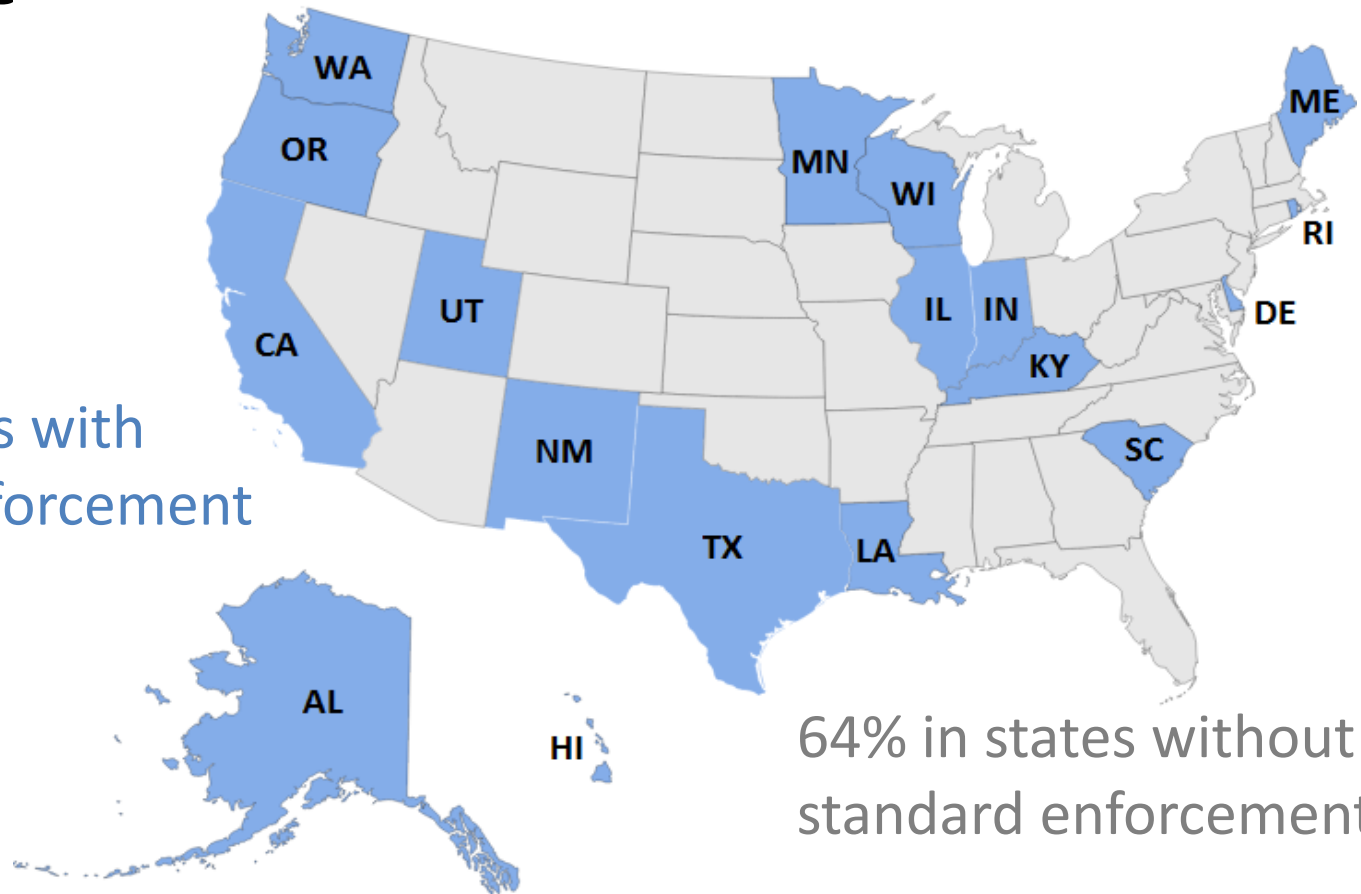 WA
ME
OR
MN
WI
RI
UT
IL
IN
DE
CA
KY
s with
NM
SC
forcement
TX
LA
AL
HI
64% in states without
standard enforcement